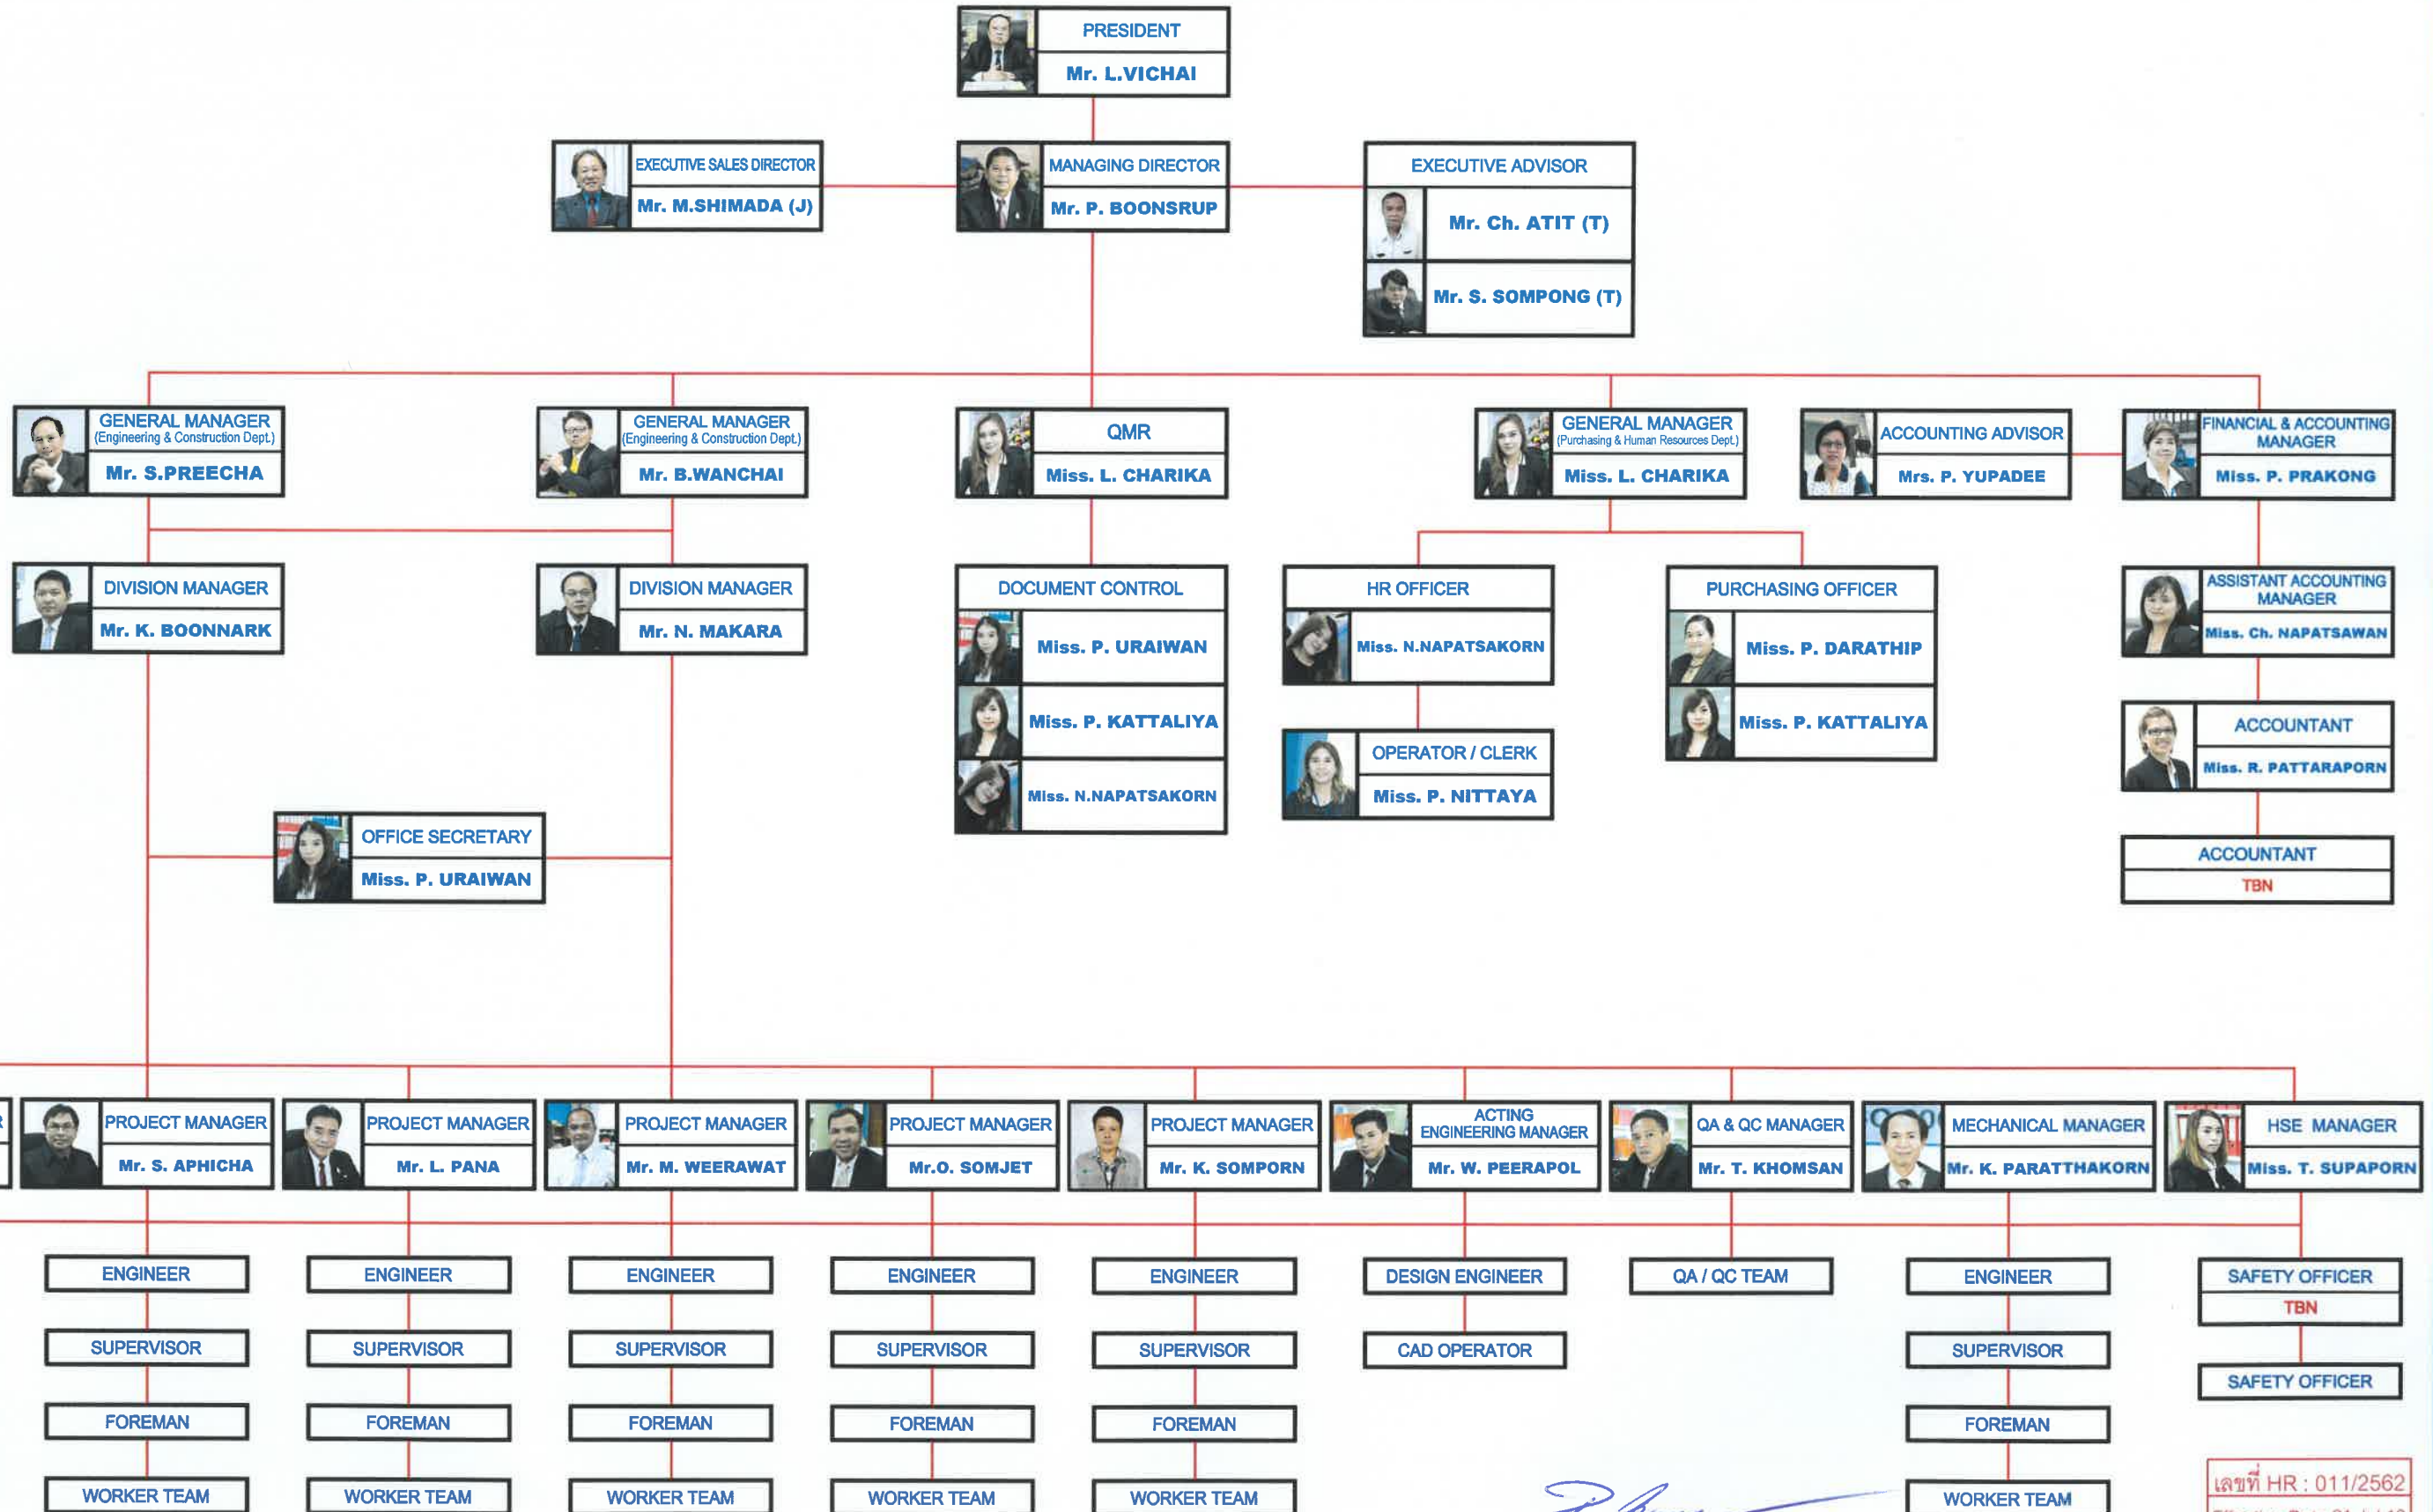 PRESIDENT
Mr. L.VICHAI
EXECUTIVE SALES DIRECTOR
Mr. M.SHIMADA (J)
MANAGING DIRECTOR
Mr. P. BOONSRUP
EXECUTIVE ADVISOR
Mr. Ch. ATIT (T)
Mr. S. SOMPONG (T)
GENERAL MANAGER
(Engineering & Construction Dept.)
Mr. S.PREECHA
GENERAL MANAGER
(Engineering & Construction Dept.)
Mr. B.WANCHAI
QMR
Miss. L. CHARIKA
GENERAL MANAGER
(Purchasing & Human Resources Dept.)
Miss. L. CHARIKA
ACCOUNTING ADVISOR
Mrs. P. YUPADEE
FINANCIAL & ACCOUNTING
MANAGER
Miss. P. PRAKONG
DIVISION MANAGER
Mr. K. BOONNARK
DIVISION MANAGER
Mr. N. MAKARA
DOCUMENT CONTROL
Miss. P. URAIWAN
Miss. P. KATTALIYA
Miss. N.NAPATSAKORN
HR OFFICER
Miss. N.NAPATSAKORN
OPERATOR / CLERK
Miss. P. NITTAYA
PURCHASING OFFICER
Miss. P. DARATHIP
Miss. P. KATTALIYA
ASSISTANT ACCOUNTING
MANAGER
Miss. Ch. NAPATSAWAN
ACCOUNTANT
Miss. R. PATTARAPORN
ACCOUNTANT
TBN
OFFICE SECRETARY
Miss. P. URAIWAN
PROJECT MANAGER
Mr. S. APHICHA
PROJECT MANAGER
Mr. L. PANA
PROJECT MANAGER
Mr. M. WEERAWAT
PROJECT MANAGER
Mr.O. SOMJET
PROJECT MANAGER
Mr. K. SOMPORN
ACTING
ENGINEERING MANAGER
Mr. W. PEERAPOL
QA & QC MANAGER
Mr. T. KHOMSAN
MECHANICAL MANAGER
Mr. K. PARATTHAKORN
HSE MANAGER
Miss. T. SUPAPORN
ENGINEER
ENGINEER
ENGINEER
ENGINEER
ENGINEER
DESIGN ENGINEER
QA / QC TEAM
ENGINEER
SAFETY OFFICER
TBN
SUPERVISOR
SUPERVISOR
SUPERVISOR
SUPERVISOR
SUPERVISOR
CAD OPERATOR
SUPERVISOR
SAFETY OFFICER
FOREMAN
FOREMAN
FOREMAN
FOREMAN
FOREMAN
FOREMAN
WORKER TEAM
WORKER TEAM
WORKER TEAM
WORKER TEAM
WORKER TEAM
WORKER TEAM
เลขที่ HR : 011/2562